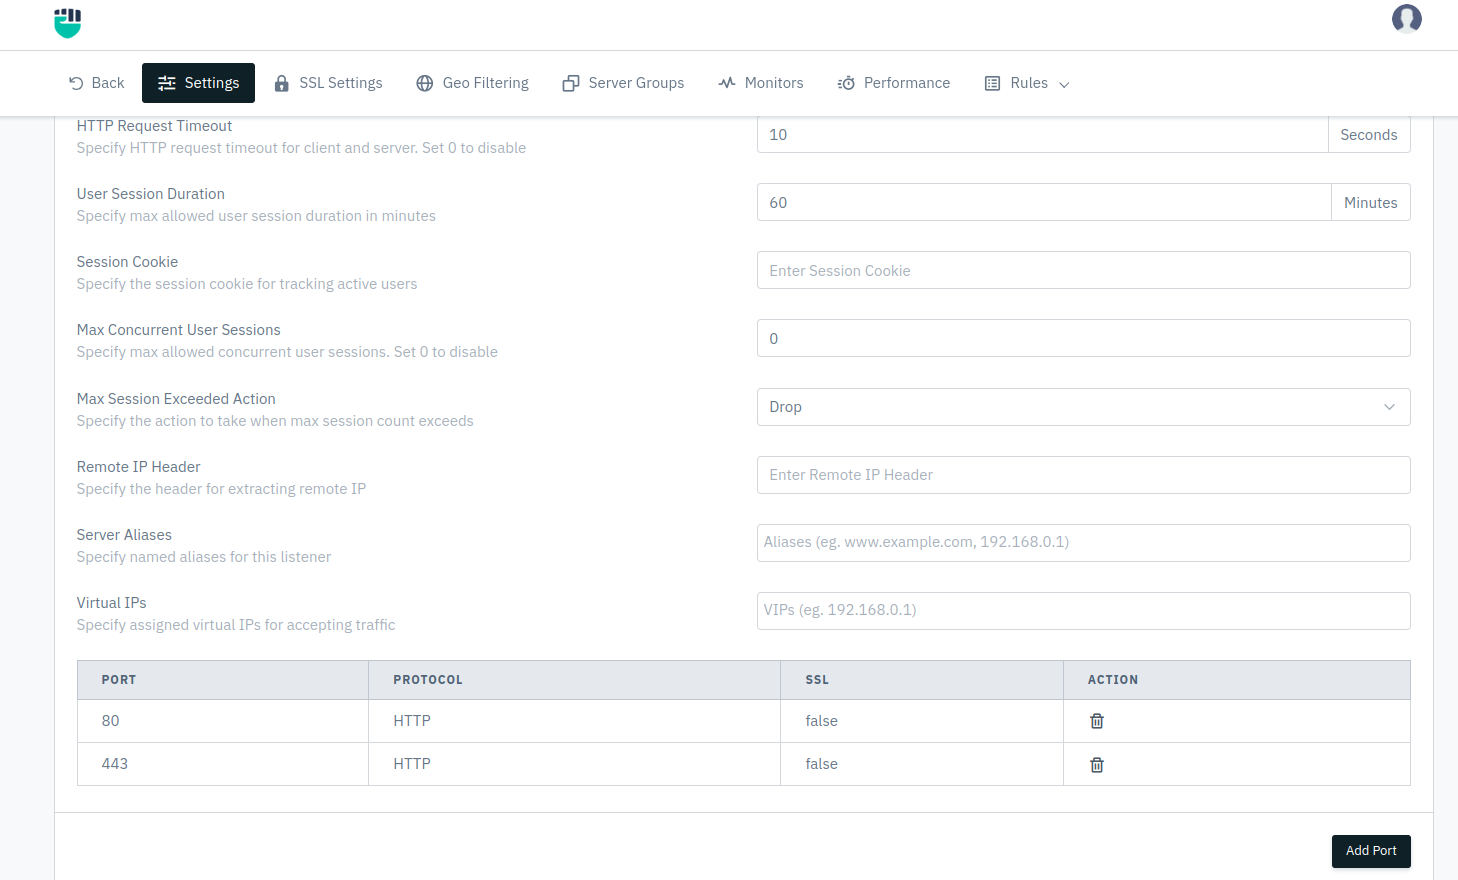 Back
Settings
SSL Settings
Geo Filtering
Server Groups
Monitors
Performance
Rules
HTTP Request Timeout
Specify HTTP request timeout for client and server. Set 0 to disable
10
Seconds
User Session Duration
Specify max allowed user session duration in minutes
60
Minutes
Session Cookie
Specify the session cookie for tracking active users
Enter Session Cookie
Max Concurrent User Sessions
Specify max allowed concurrent user sessions. Set 0 to disable
0
Max Session Exceeded Action
Specify the action to take when max session count exceeds
Drop
Remote IP Header
Specify the header for extracting remote IP
Enter Remote IP Header
Server Aliases
Specify named aliases for this listener
Aliases (eg. www.example.com, 192.168.0.1)
Virtual IPs
Specify assigned virtual IPs for accepting traffic
VIPs (eg. 192.168.0.1)
PORT PROTOCOL SSL ACTION
80 HTTP false
443 HTTP false
Add Port